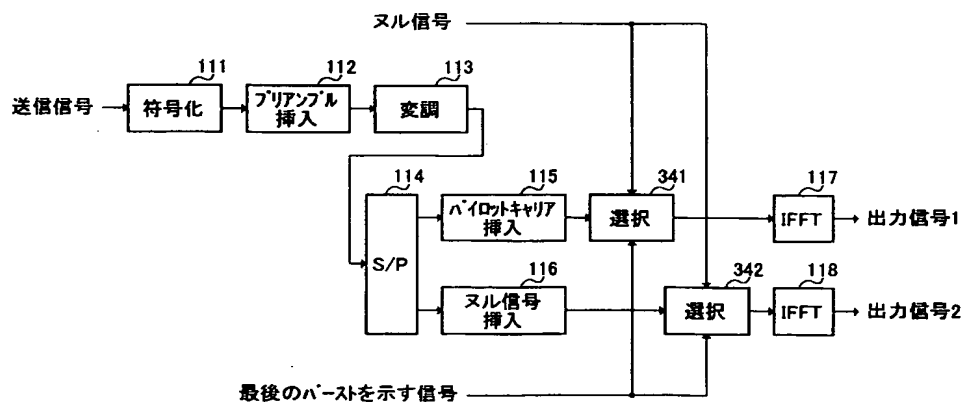 ヌル信号
送信信号
111
符号化
112
プリアンブル
挿入
113
変調
114
S/P
115
パイロットキャリア
挿入
341
選択
117
IFFT
出力信号1
116
ヌル信号
挿入
342
選択
118
IFFT
出力信号2
最後のバーストを示す信号